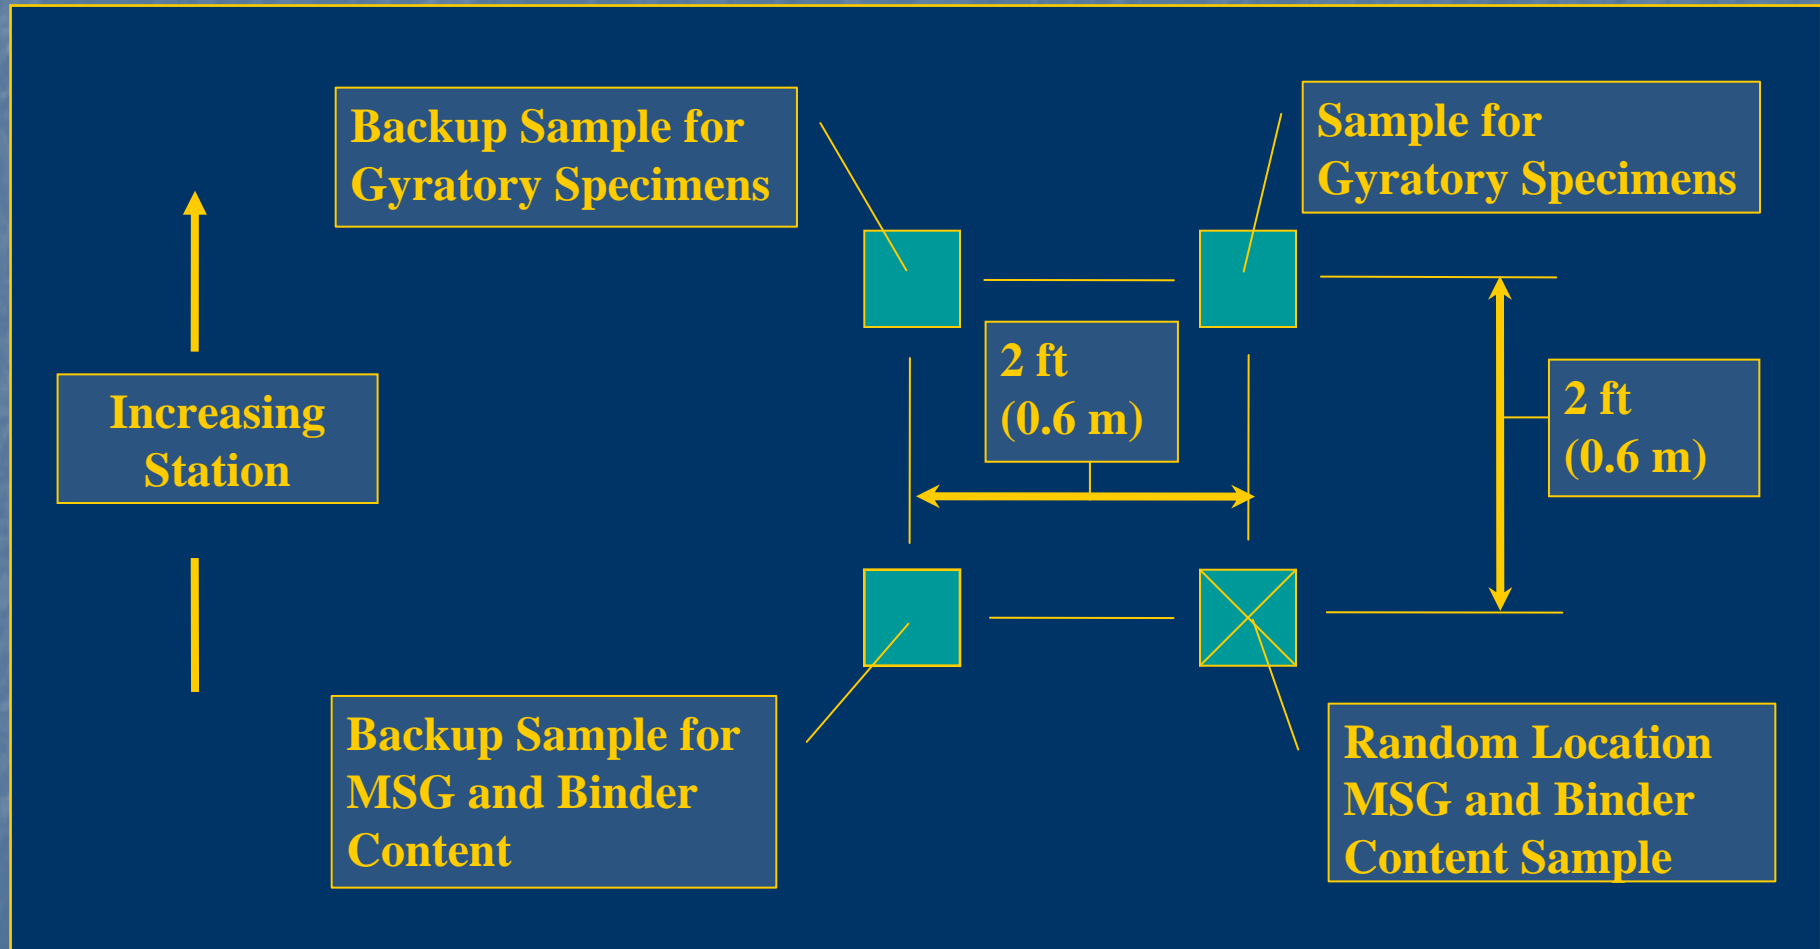 Backup Sample for
Gyratory Specimens
Sample for
Gyratory Specimens
Increasing
Station
2 ft
(0.6 m)
2 ft
(0.6 m)
Backup Sample for
MSG and Binder
Content
Random Location
MSG and Binder
Content Sample